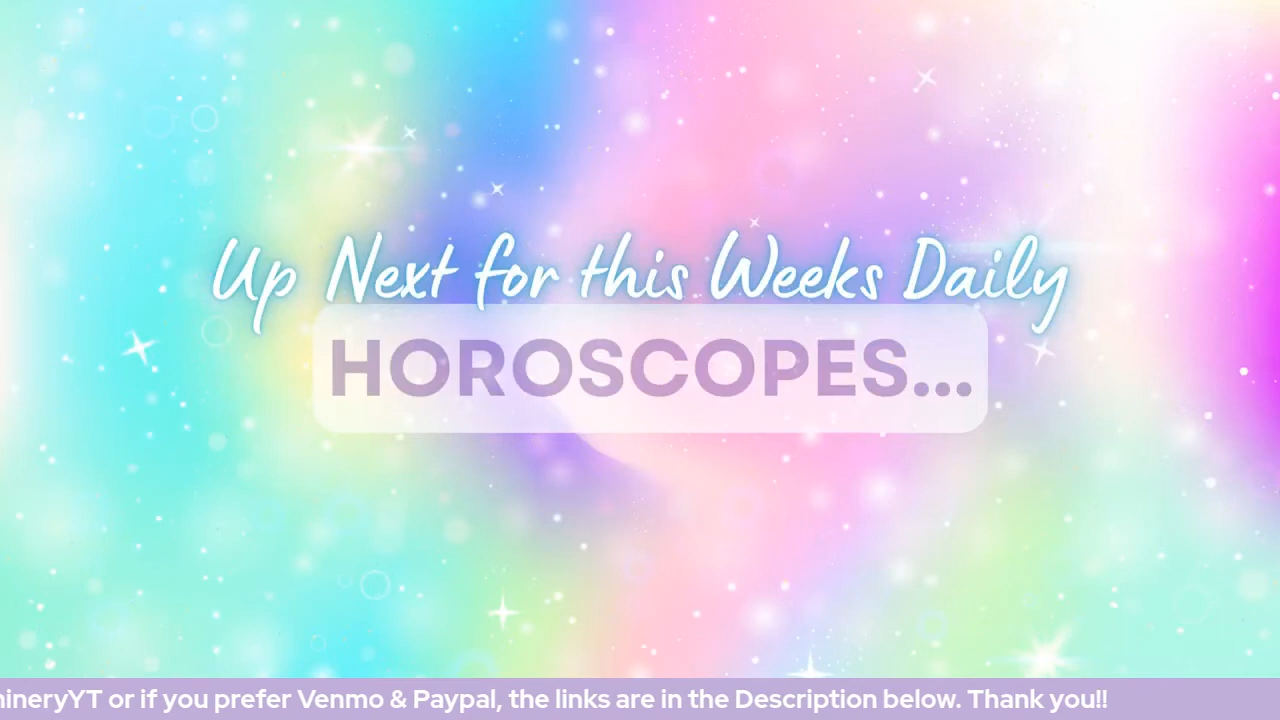 Up Next for this Weeks Daily
HOROSCOPES...
hineryYT or if you prefer Venmo & Paypal, the links are in the Description below. Thank you!!